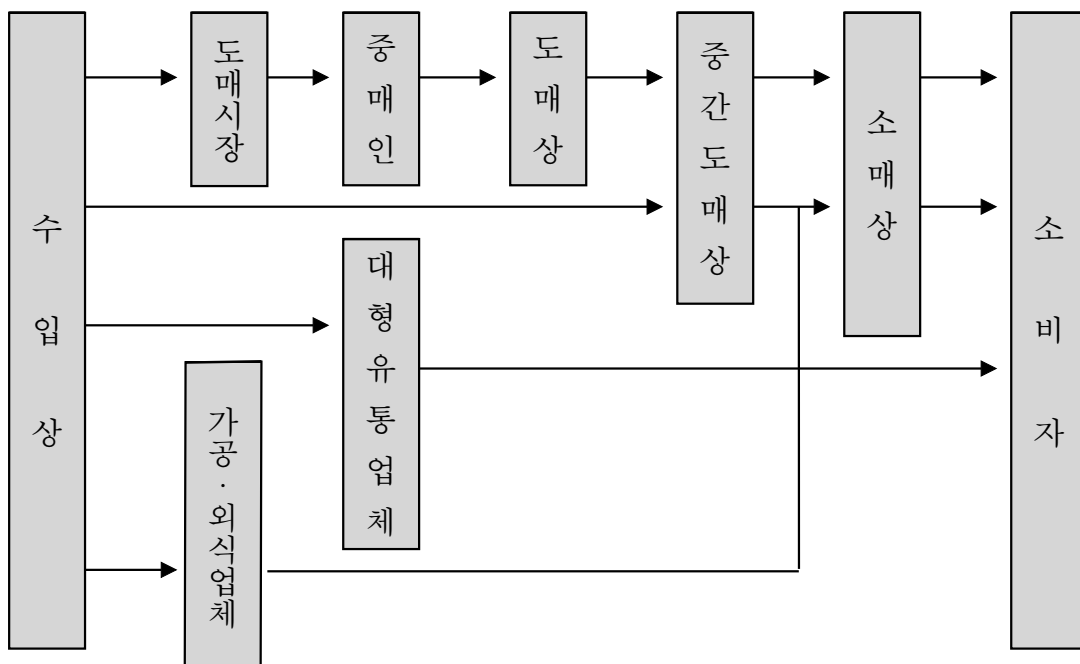 수입상
도매시장
중매인
도매상
중간도매상
소매상
소비자
대형유통업체
가공·외식업체